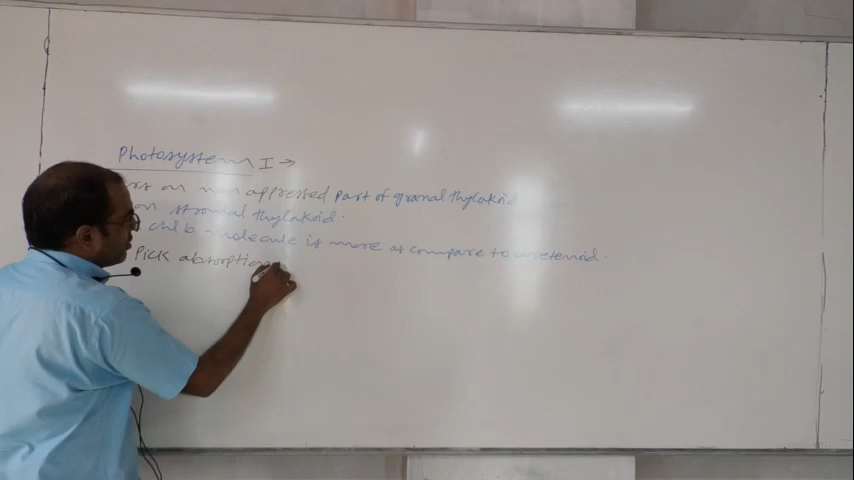 Photosystem I →
on non appressed part of granal thylakoid
on stromal thylakoid.
chl b - molecule is more as compare to
Pick absorption